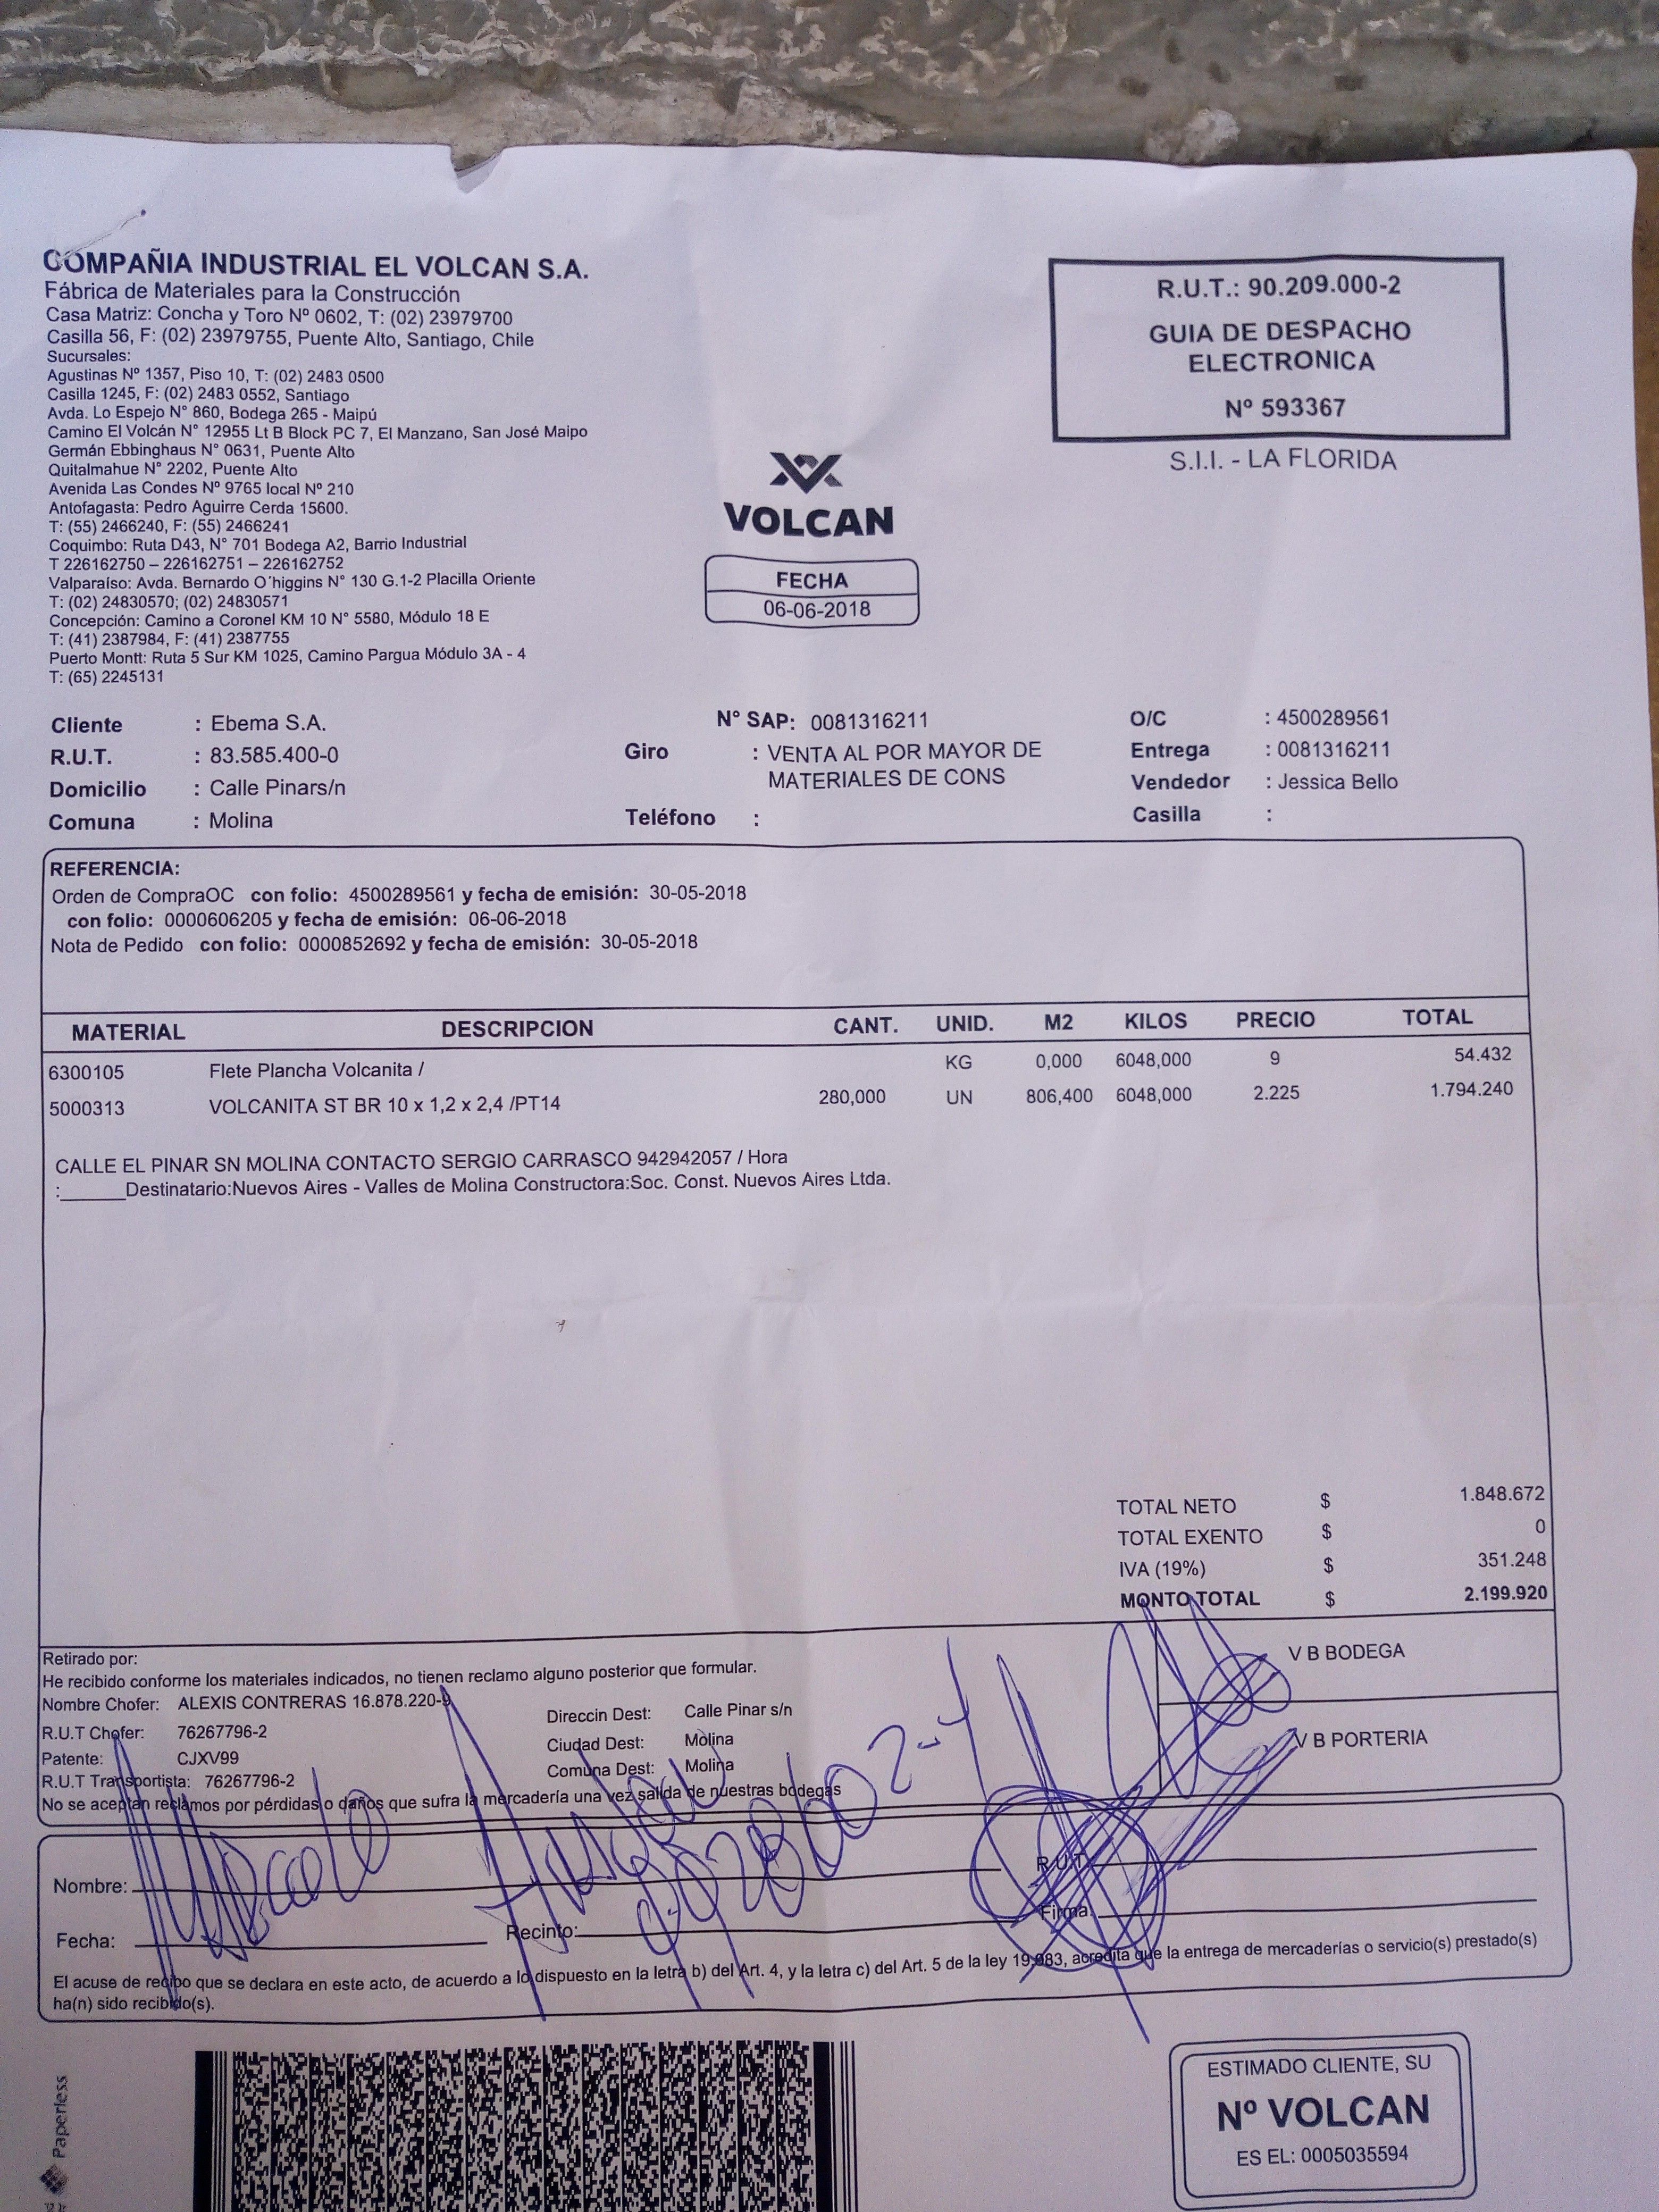 COMPAÑIA INDUSTRIAL EL VOLCAN S.A.
Fábrica de Materiales para la Construcción
Casa Matriz: Concha y Toro Nº 0602, T: (02) 23979700
Casilla 56, F: (02) 23979755, Puente Alto, Santiago, Chile
Sucursales:
Agustinas Nº 1357, Piso 10, T: (02) 2483 0500
Casilla 1245, F: (02) 2483 0552, Santiago
Avda. Lo Espejo N° 860, Bodega 265 - Maipú
Camino El Volcán N° 12955 Lt B Block PC 7, El Manzano, San José Maipo
Germán Ebbinghaus N° 0631, Puente Alto
Quitalmahue N° 2202, Puente Alto
Avenida Las Condes Nº 9765 local Nº 210
Antofagasta: Pedro Aguirre Cerda 15600.
T: (55) 2466240, F: (55) 2466241
Coquimbo: Ruta D43, N° 701 Bodega A2, Barrio Industrial
T 226162750 – 226162751 – 226162752
Valparaíso: Avda. Bernardo O´higgins N° 130 G.1-2 Placilla Oriente
T: (02) 24830570; (02) 24830571
Concepción: Camino a Coronel KM 10 N° 5580, Módulo 18 E
T: (41) 2387984, F: (41) 2387755
Puerto Montt: Ruta 5 Sur KM 1025, Camino Pargua Módulo 3A - 4
T: (65) 2245131
VOLCAN
FECHA
06-06-2018
R.U.T.: 90.209.000-2
GUIA DE DESPACHO
ELECTRONICA
Nº 593367
S.I.I. - LA FLORIDA
Cliente : Ebema S.A.
R.U.T. : 83.585.400-0
Domicilio : Calle Pinars/n
Comuna : Molina
N° SAP: 0081316211
Giro : VENTA AL POR MAYOR DE
MATERIALES DE CONS
Teléfono :
O/C : 4500289561
Entrega : 0081316211
Vendedor : Jessica Bello
Casilla :
REFERENCIA:
Orden de CompraOC con folio: 4500289561 y fecha de emisión: 30-05-2018
con folio: 0000606205 y fecha de emisión: 06-06-2018
Nota de Pedido con folio: 0000852692 y fecha de emisión: 30-05-2018
MATERIAL DESCRIPCION CANT. UNID. M2 KILOS PRECIO TOTAL
6300105 Flete Plancha Volcanita / KG 0,000 6048,000 9 54.432
5000313 VOLCANITA ST BR 10 x 1,2 x 2,4 /PT14 280,000 UN 806,400 6048,000 2.225 1.794.240
CALLE EL PINAR SN MOLINA CONTACTO SERGIO CARRASCO 942942057 / Hora
:______Destinatario:Nuevos Aires - Valles de Molina Constructora:Soc. Const. Nuevos Aires Ltda.
TOTAL NETO $ 1.848.672
TOTAL EXENTO $ 0
IVA (19%) $ 351.248
MONTO TOTAL $ 2.199.920
Retirado por:
He recibido conforme los materiales indicados, no tienen reclamo alguno posterior que formular.
Nombre Chofer: ALEXIS CONTRERAS 16.878.220-9
R.U.T Chofer: 76267796-2
Patente: CJXV99
R.U.T Transportista: 76267796-2
Direccin Dest: Calle Pinar s/n
Ciudad Dest: Molina
Comuna Dest: Molina
No se aceptan reclamos por pérdidas o daños que sufra la mercadería una vez salida de nuestras bodegas
V B BODEGA
V B PORTERIA
Nombre:
R.U.T.
Marcelo
Fecha:
Recinto:
Firma:
El acuse de recibo que se declara en este acto, de acuerdo a lo dispuesto en la letra b) del Art. 4, y la letra c) del Art. 5 de la ley 19.983, acredita que la entrega de mercaderías o servicio(s) prestado(s)
ha(n) sido recibido(s).
Paperless
ESTIMADO CLIENTE, SU
Nº VOLCAN
ES EL: 0005035594